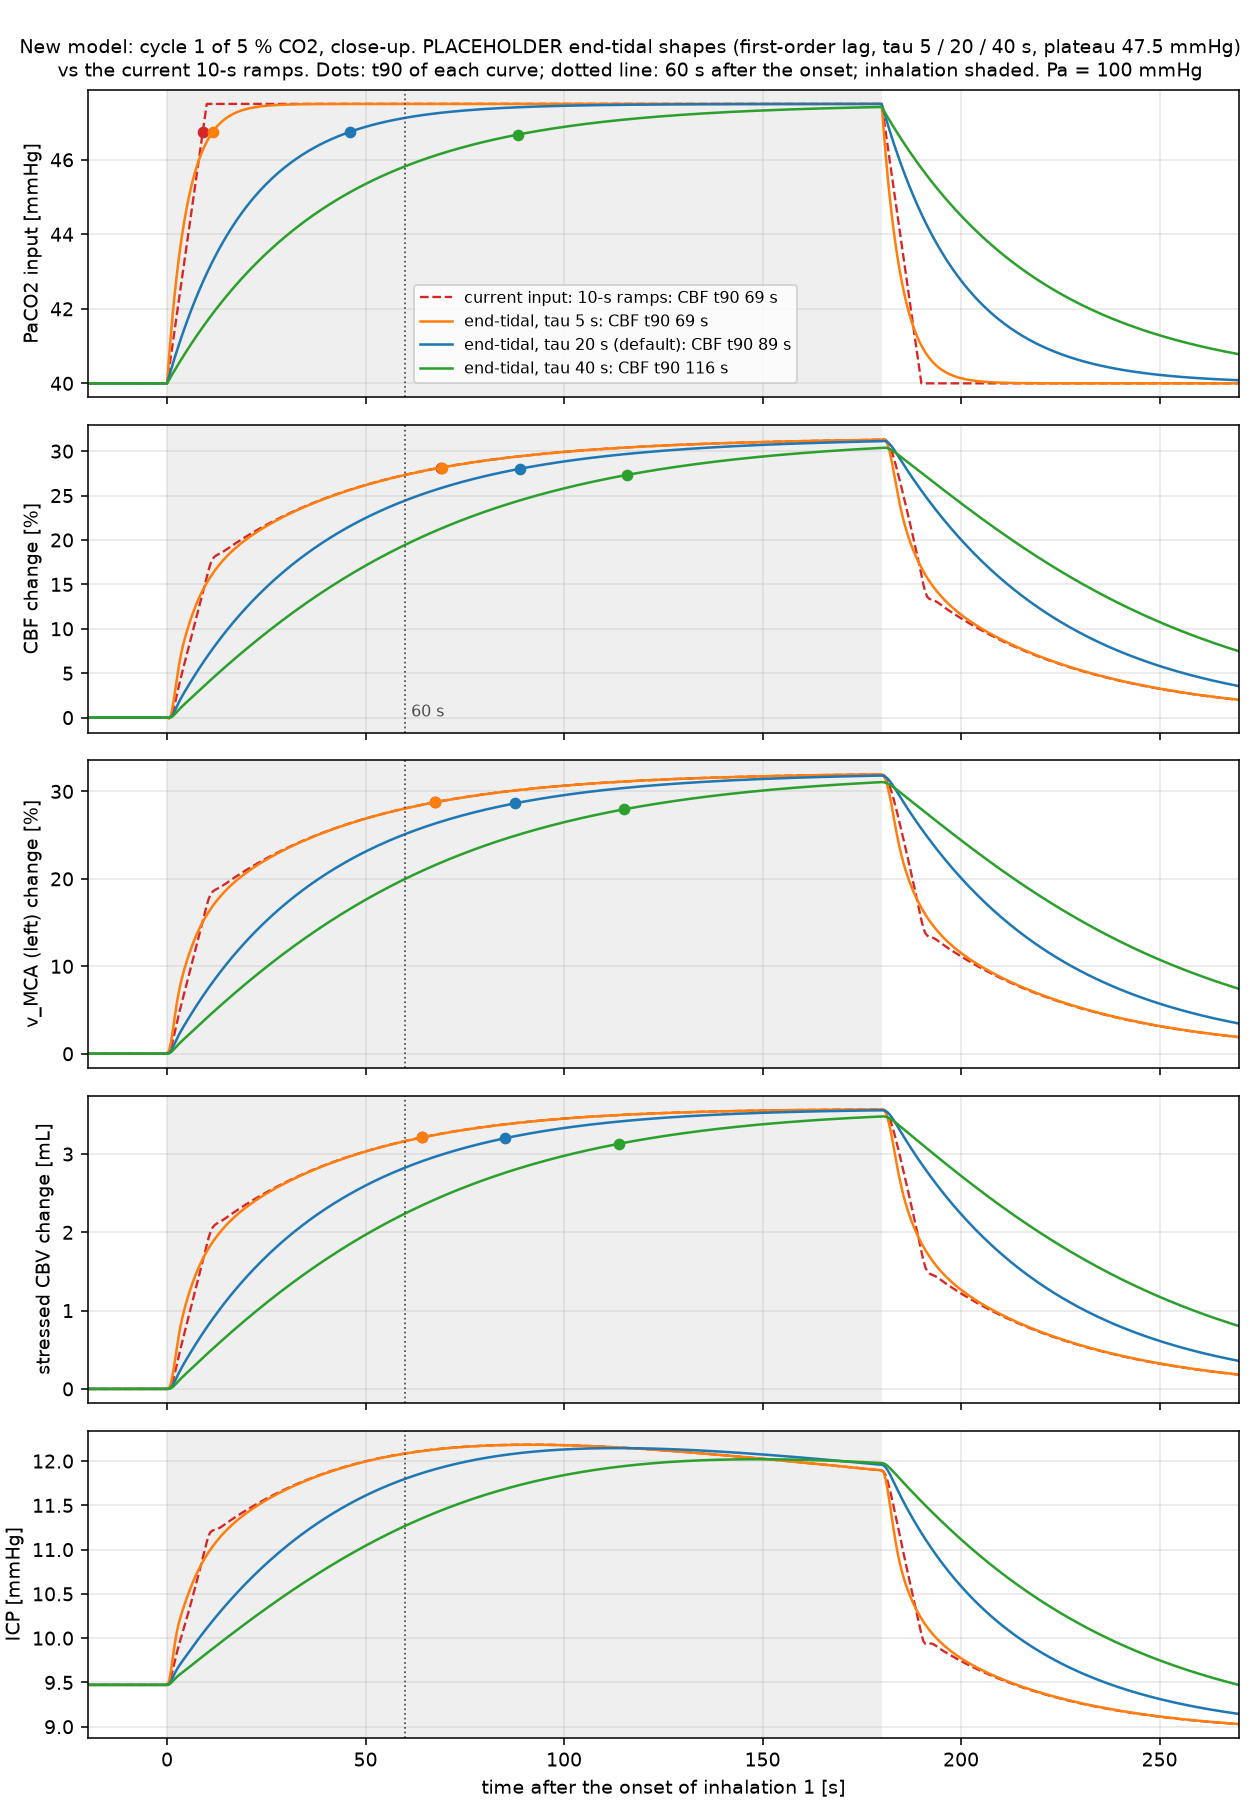 New model: cycle 1 of 5 % CO2, close-up. PLACEHOLDER end-tidal shapes (first-order lag, tau 5 / 20 / 40 s, plateau 47.5 mmHg)
vs the current 10-s ramps. Dots: t90 of each curve; dotted line: 60 s after the onset; inhalation shaded. Pa = 100 mmHg
PaCO2 input [mmHg]
46
44
42
40
current input: 10-s ramps: CBF t90 69 s
end-tidal, tau 5 s: CBF t90 69 s
end-tidal, tau 20 s (default): CBF t90 89 s
end-tidal, tau 40 s: CBF t90 116 s
CBF change [%]
30
25
20
15
10
5
0
60 s
v_MCA (left) change [%]
30
20
10
0
stressed CBV change [mL]
3
2
1
0
ICP [mmHg]
12.0
11.5
11.0
10.5
10.0
9.5
9.0
0 50 100 150 200 250
time after the onset of inhalation 1 [s]